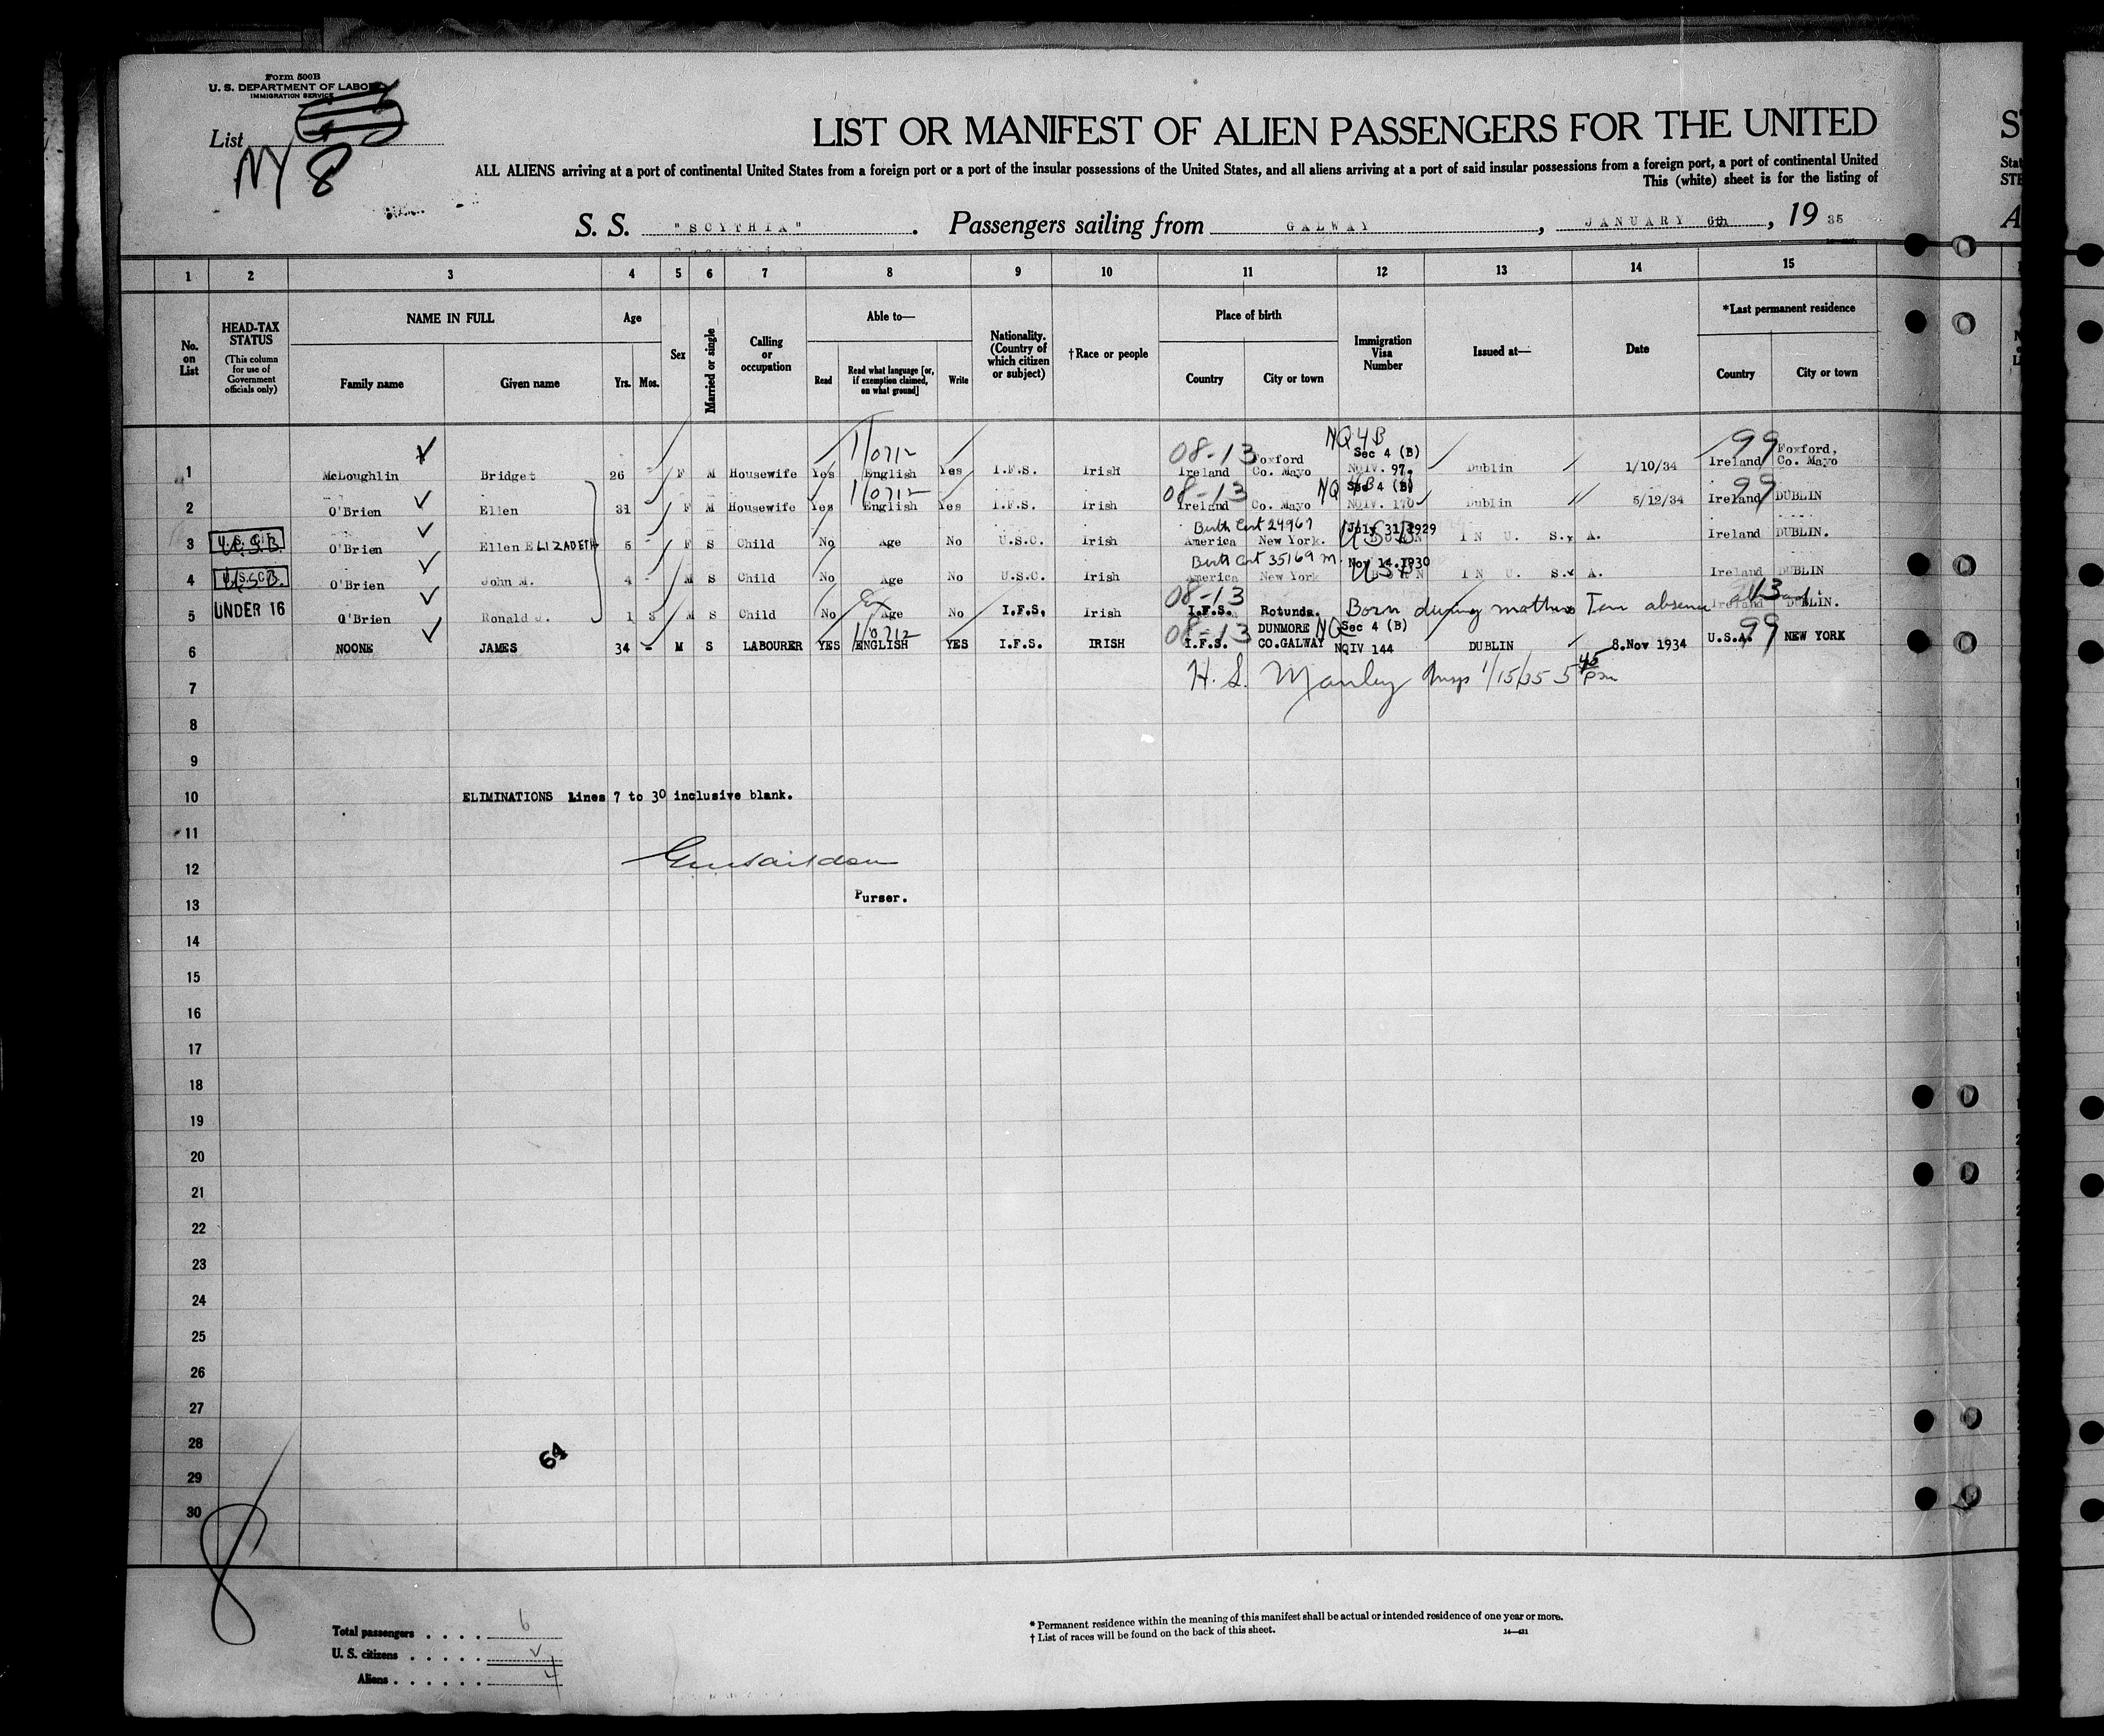 Form 500B
U. S. DEPARTMENT OF LABOR
IMMIGRATION SERVICE
List
NY 8
LIST OR MANIFEST OF ALIEN PASSENGERS FOR THE UNITED
ALL ALIENS arriving at a port of continental United States from a foreign port or a port of the insular possessions of the United States, and all aliens arriving at a port of said insular possessions from a foreign port, a port of continental United
This (white) sheet is for the listing of
S. S. "SCYTHIA". Passengers sailing from GALWAY, JANUARY 6th, 19 35
1 2 3 4 5 6 7 8 9 10 11 12 13 14 15
No. on List
HEAD-TAX STATUS (This column for use of Government officials only)
NAME IN FULL
Family name Given name
Age
Yrs. Mos.
Sex
Married or single
Calling or occupation
Able to—
Read Read what language [or, if exemption claimed, on what ground] Write
Nationality. (Country of which citizen or subject)
†Race or people
Place of birth
Country City or town
Immigration Visa Number
Issued at—
Date
*Last permanent residence
Country City or town
110712 08-13 NQ4B 99
1 McLoughlin Bridget 26 F M Housewife Yes English Yes I.F.S. Irish Ireland Foxford Co. Mayo Sec 4 (B) NQIV. 97. Dublin 1/10/34 Ireland Foxford, Co. Mayo
110712 08-13 NQ 99
2 O'Brien Ellen 31 F M Housewife Yes English Yes I.F.S. Irish Ireland Co. Mayo Sec 4 (B) NQIV. 170 Dublin 5/12/34 Ireland DUBLIN
Birth Cert 24967 July 31/1929
3 U.S.B. O'Brien Ellen ELIZABETH 5 F S Child No Age No U.S.C. Irish America New York. USB BORN IN U. S. A. Ireland DUBLIN.
Birth Cert 35169 M. Nov 14.1930
4 U.S.B. O'Brien John M. 4 - M S Child No Age No U.S.C. Irish America New York USB BORN IN U. S. A. Ireland DUBLIN
08-13
5 UNDER 16 O'Brien Ronald J. 1 3 M S Child No Age No I.F.S. Irish I.F.S. Rotunda. Born during mothers Tem absence abroad. 13 Ireland DUBLIN.
110712 08-13 NQ 99
6 NOONE JAMES 34 - M S LABOURER YES ENGLISH YES I.F.S. IRISH I.F.S. DUNMORE CO.GALWAY Sec 4 (B) NQIV 144 DUBLIN 8.Nov 1934 U.S.A. NEW YORK
7 H. S. Manley Insp 1/15/35 5 45 pm
8
9
10 ELIMINATIONS Lines 7 to 30 inclusive blank.
11
12
13 Purser.
14
15
16
17
18
19
20
21
22
23
24
25
26
27
28
29
30
64
8
Total passengers . . . . 6
U. S. citizens . . . . .
Aliens . . . . . . 4
* Permanent residence within the meaning of this manifest shall be actual or intended residence of one year or more.
† List of races will be found on the back of this sheet.
14—421